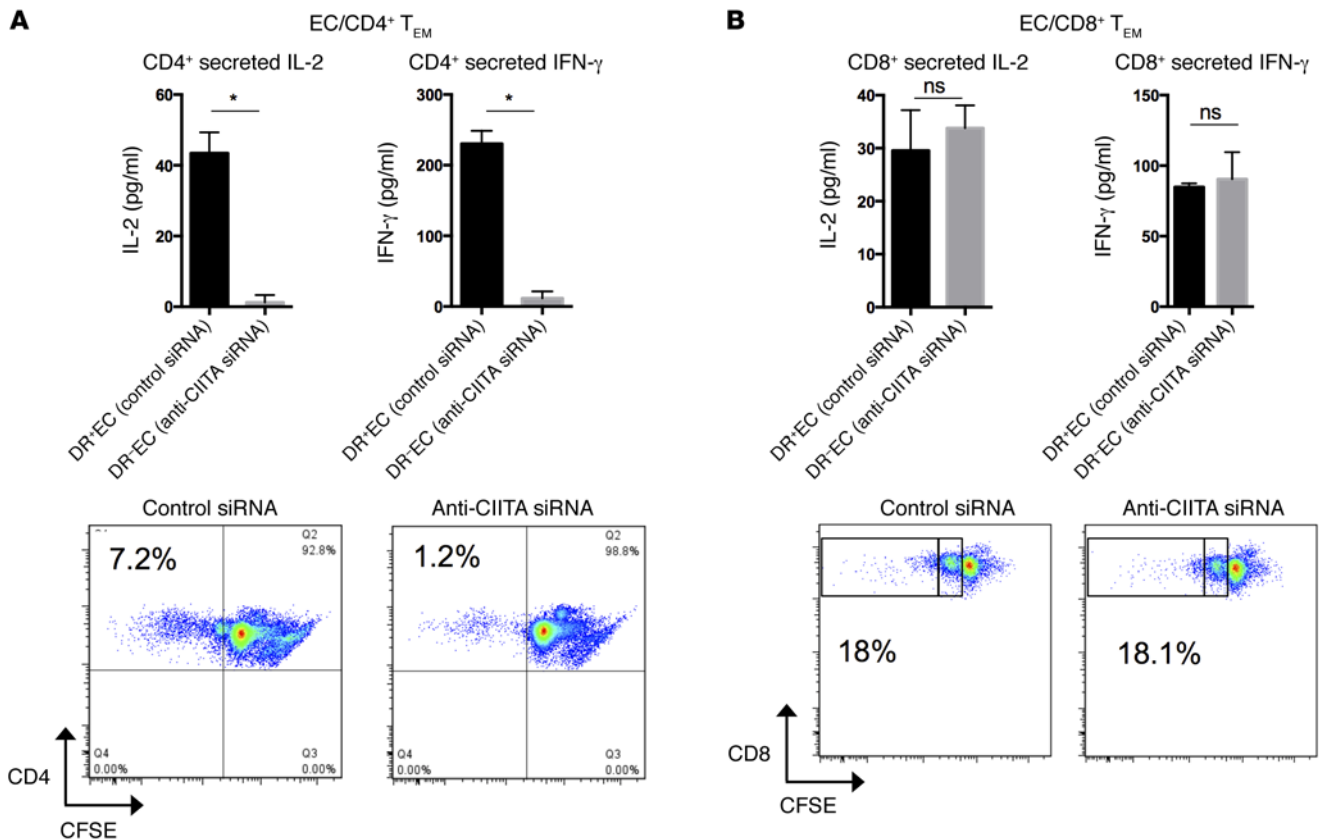 A
EC/CD4⁺ T_EM
CD4⁺ secreted IL-2
CD4⁺ secreted IFN-γ
*
*
IL-2 (pg/ml)
60
40
20
0
IFN-γ (pg/ml)
300
200
100
0
DR⁺EC (control siRNA)
DR⁻EC (anti-CIITA siRNA)
DR⁺EC (control siRNA)
DR⁻EC (anti-CIITA siRNA)
Control siRNA
Anti-CIITA siRNA
7.2%
Q2
92.8%
Q4
0.00%
Q3
0.00%
1.2%
Q2
98.8%
Q4
0.00%
Q3
0.00%
CD4
CFSE
B
EC/CD8⁺ T_EM
CD8⁺ secreted IL-2
CD8⁺ secreted IFN-γ
ns
ns
IL-2 (pg/ml)
40
30
20
10
0
IFN-γ (pg/ml)
150
100
50
0
DR⁺EC (control siRNA)
DR⁻EC (anti-CIITA siRNA)
DR⁺EC (control siRNA)
DR⁻EC (anti-CIITA siRNA)
Control siRNA
Anti-CIITA siRNA
18%
18.1%
CD8
CFSE